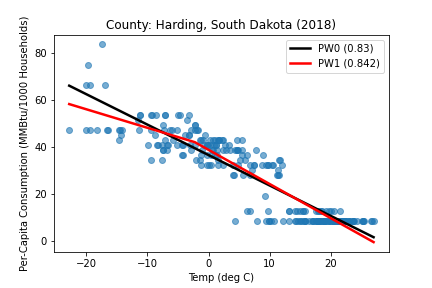 County: Harding, South Dakota (2018)
Per-Capita Consumption (MMBtu/1000 Households)
80
60
40
20
0
PW0 (0.83)
PW1 (0.842)
−20
−10
0
10
20
Temp (deg C)